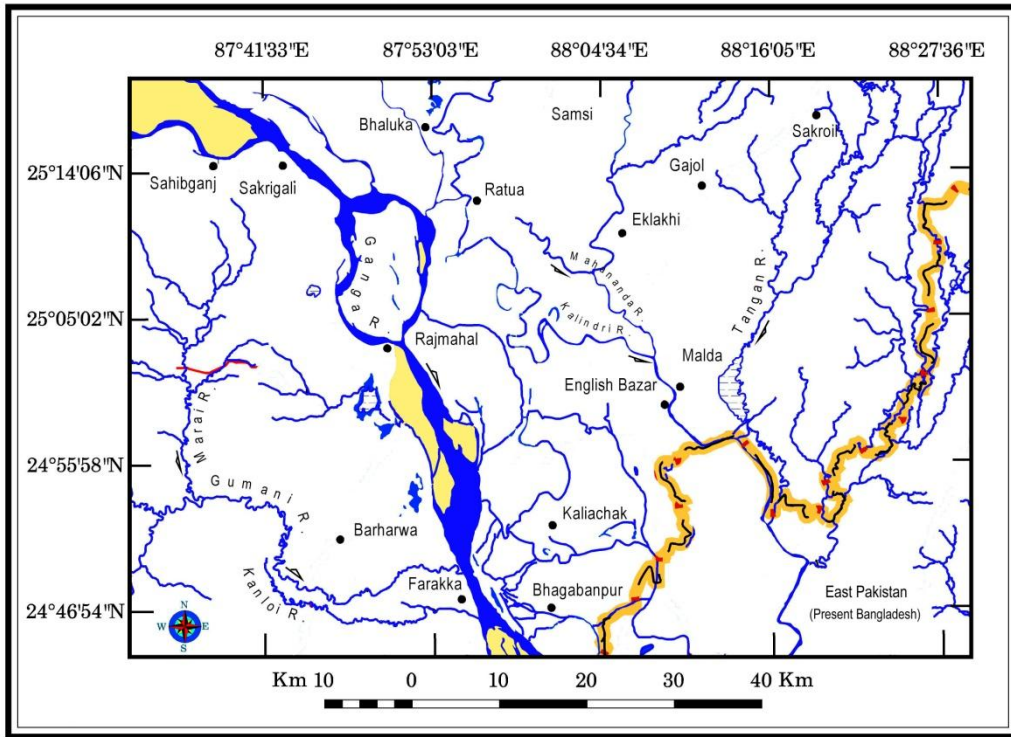 87°41'33"E 87°53'03"E 88°04'34"E 88°16'05"E 88°27'36"E
Samsi
Bhaluka
Sakroil
25°14'06"N
Sahibganj
Sakrigali
Gajol
Ratua
Eklakhi
Ganga R.
Mahananda R.
Tangan R.
25°05'02"N
Kalindri R.
Rajmahal
Malda
English Bazar
Marai R.
24°55'58"N
Gumani R.
Kaliachak
Barharwa
Kanloi R.
Farakka
Bhagabanpur
24°46'54"N
East Pakistan
(Present Bangladesh)
N
W E
S
Km 10 0 10 20 30 40 Km